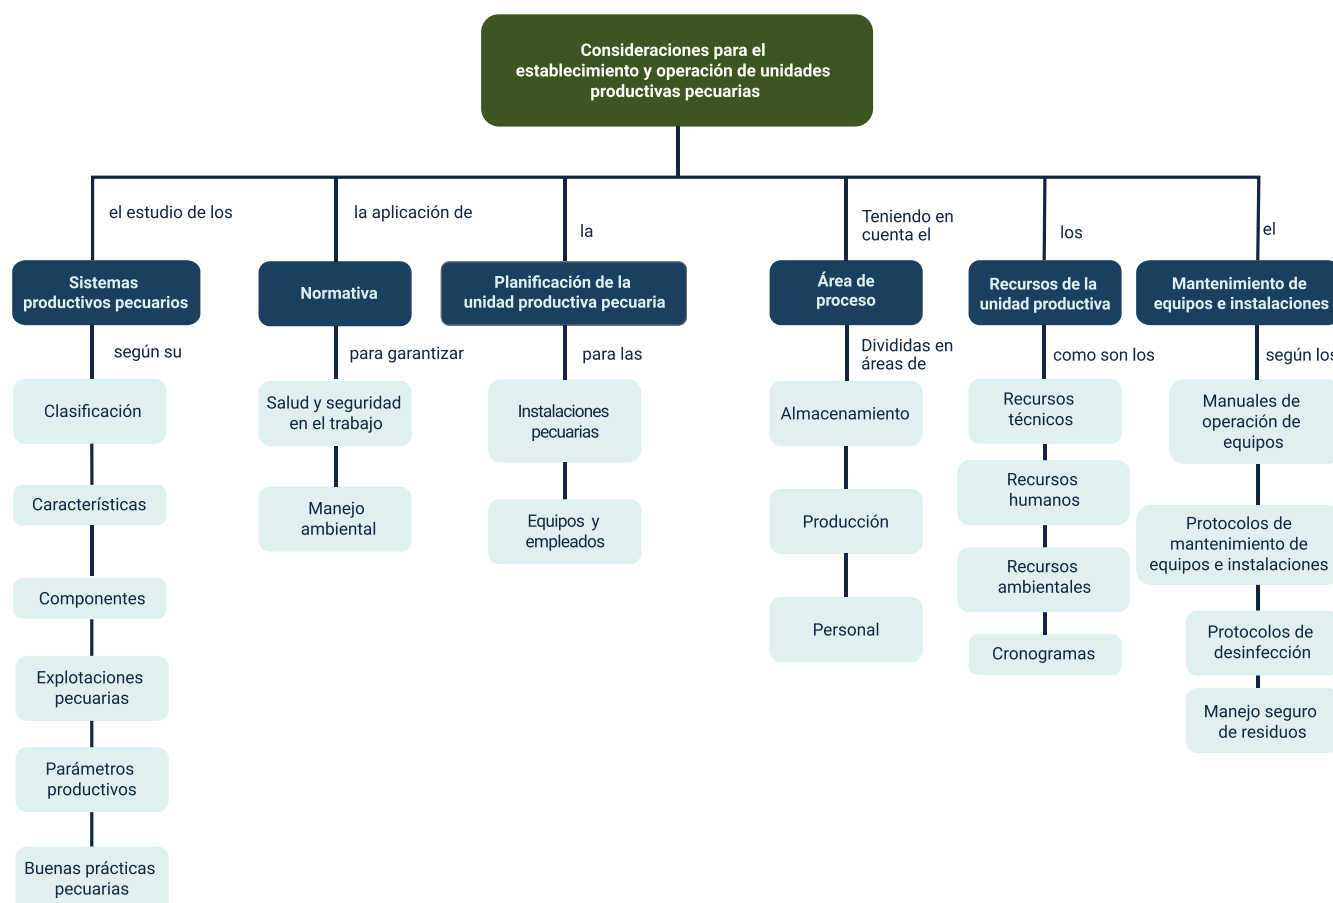 Consideraciones para el
establecimiento y operación de unidades
productivas pecuarias
el estudio de los
Sistemas
productivos pecuarios
según su
Clasificación
Características
Componentes
Explotaciones
pecuarias
Parámetros
productivos
Buenas prácticas
pecuarias
la aplicación de
Normativa
para garantizar
Salud y seguridad
en el trabajo
Manejo
ambiental
la
Planificación de la
unidad productiva pecuaria
para las
Instalaciones
pecuarias
Equipos y
empleados
Teniendo en
cuenta el
Área de
proceso
Divididas en
áreas de
Almacenamiento
Producción
Personal
los
Recursos de la
unidad productiva
como son los
Recursos
técnicos
Recursos
humanos
Recursos
ambientales
Cronogramas
el
Mantenimiento de
equipos e instalaciones
según los
Manuales de
operación de
equipos
Protocolos de
mantenimiento de
equipos e instalaciones
Protocolos de
desinfección
Manejo seguro
de residuos